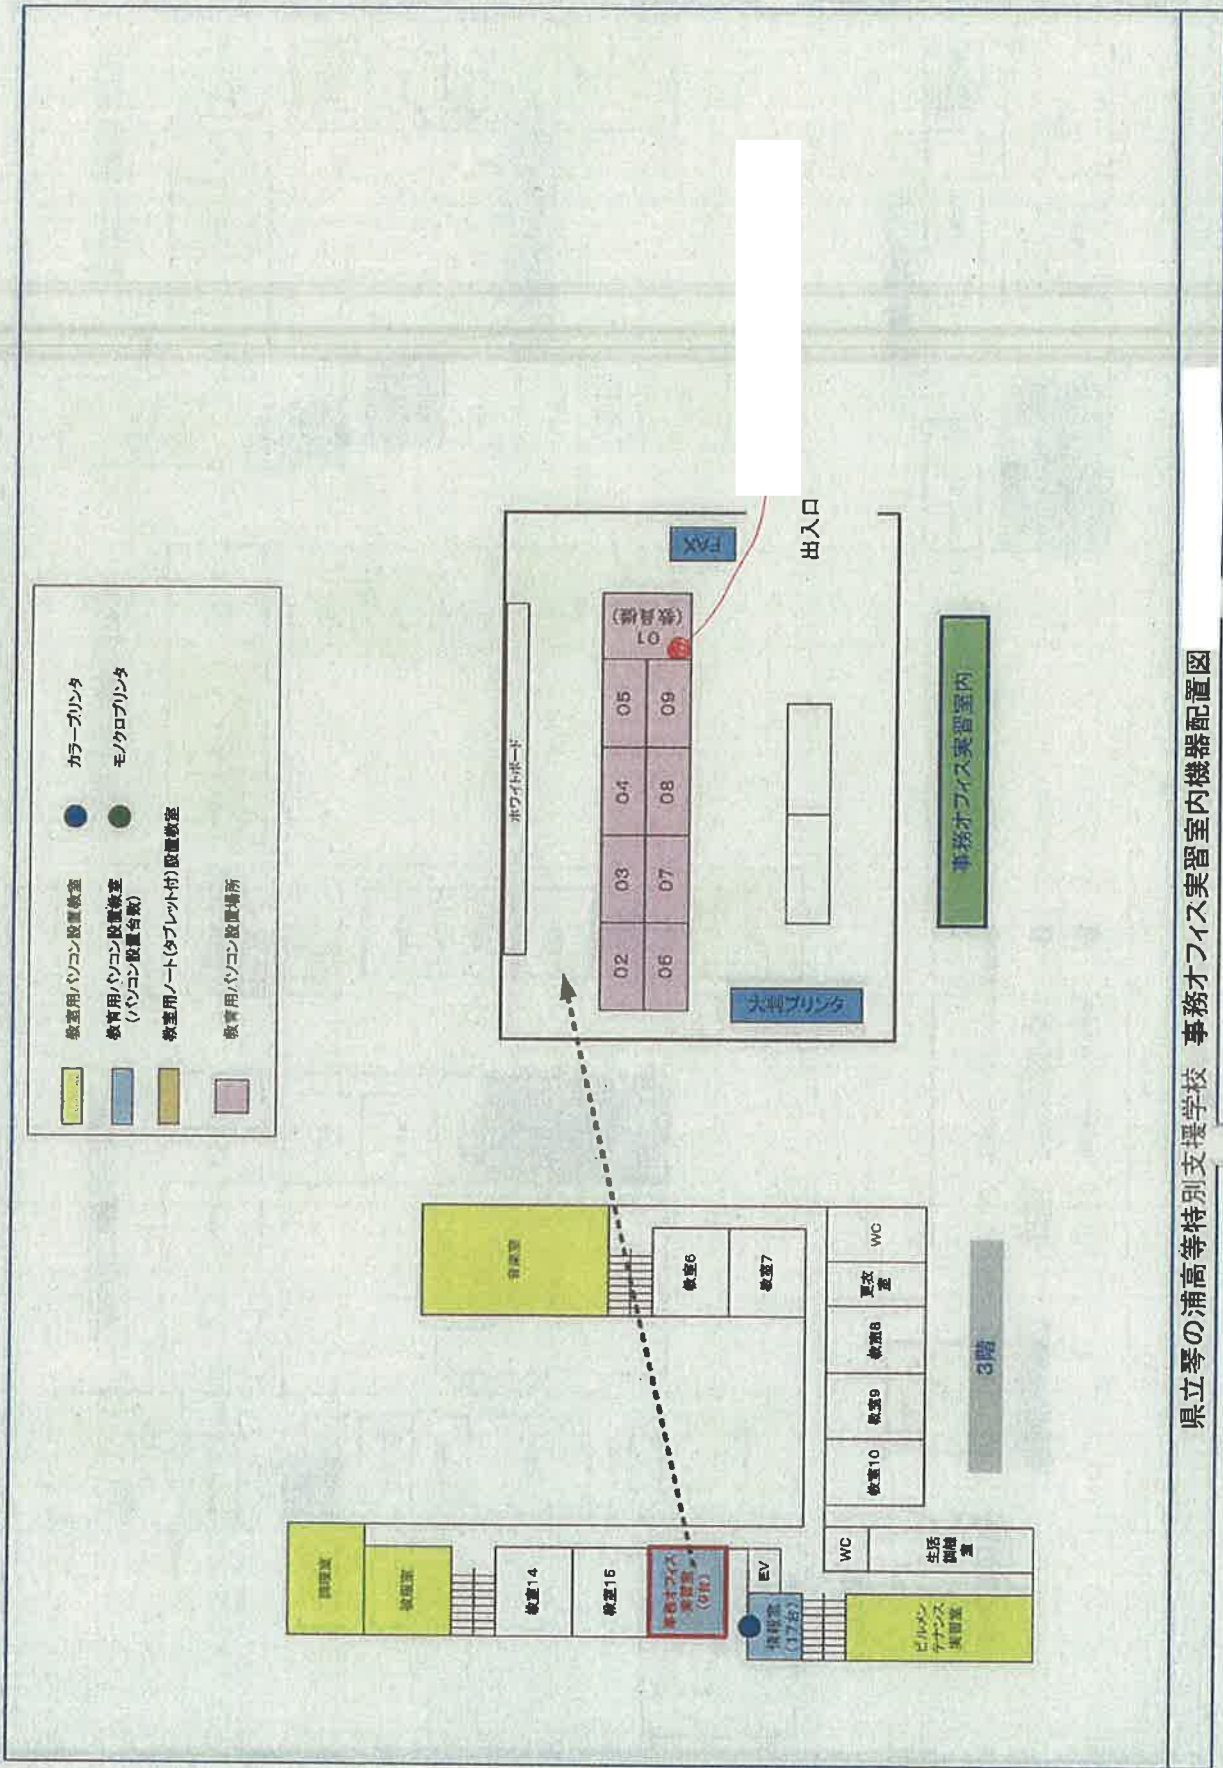 教室用パソコン設置教室
カラープリンタ
教育用パソコン設置教室
(パソコン設置台数)
モノクロプリンタ
教室用ノート(タブレット付)設置教室
教育用パソコン設置場所
調理室
被服室
教室14
教室15
事務オフィス
実習室
(9台)
EV
情報室
(17台)
ビルメン
テナンス
実習室
WC
生活
訓練
室
音楽室
教室6
教室7
教室10
教室9
教室8
更衣
室
WC
3階
ホワイトボード
02
03
04
05
01
(教員機)
06
07
08
09
FAX
大判プリンタ
出入口
事務オフィス実習室内
県立琴の浦高等特別支援学校 事務オフィス実習室内機器配置図